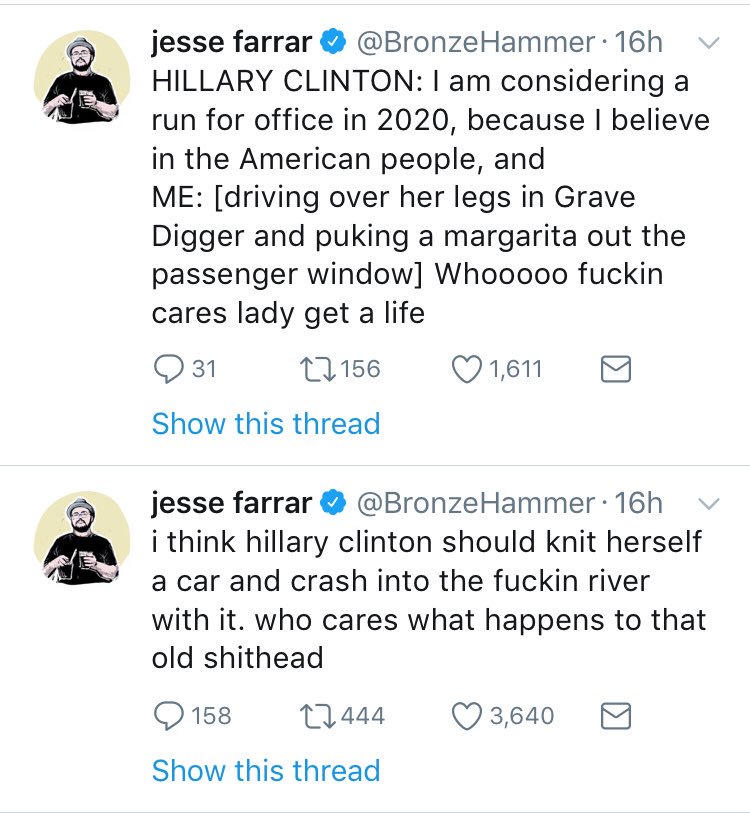 jesse farrar @BronzeHammer · 16h
HILLARY CLINTON: I am considering a
run for office in 2020, because I believe
in the American people, and
ME: [driving over her legs in Grave
Digger and puking a margarita out the
passenger window] Whooooo fuckin
cares lady get a life
31 156 1,611
Show this thread
jesse farrar @BronzeHammer · 16h
i think hillary clinton should knit herself
a car and crash into the fuckin river
with it. who cares what happens to that
old shithead
158 444 3,640
Show this thread